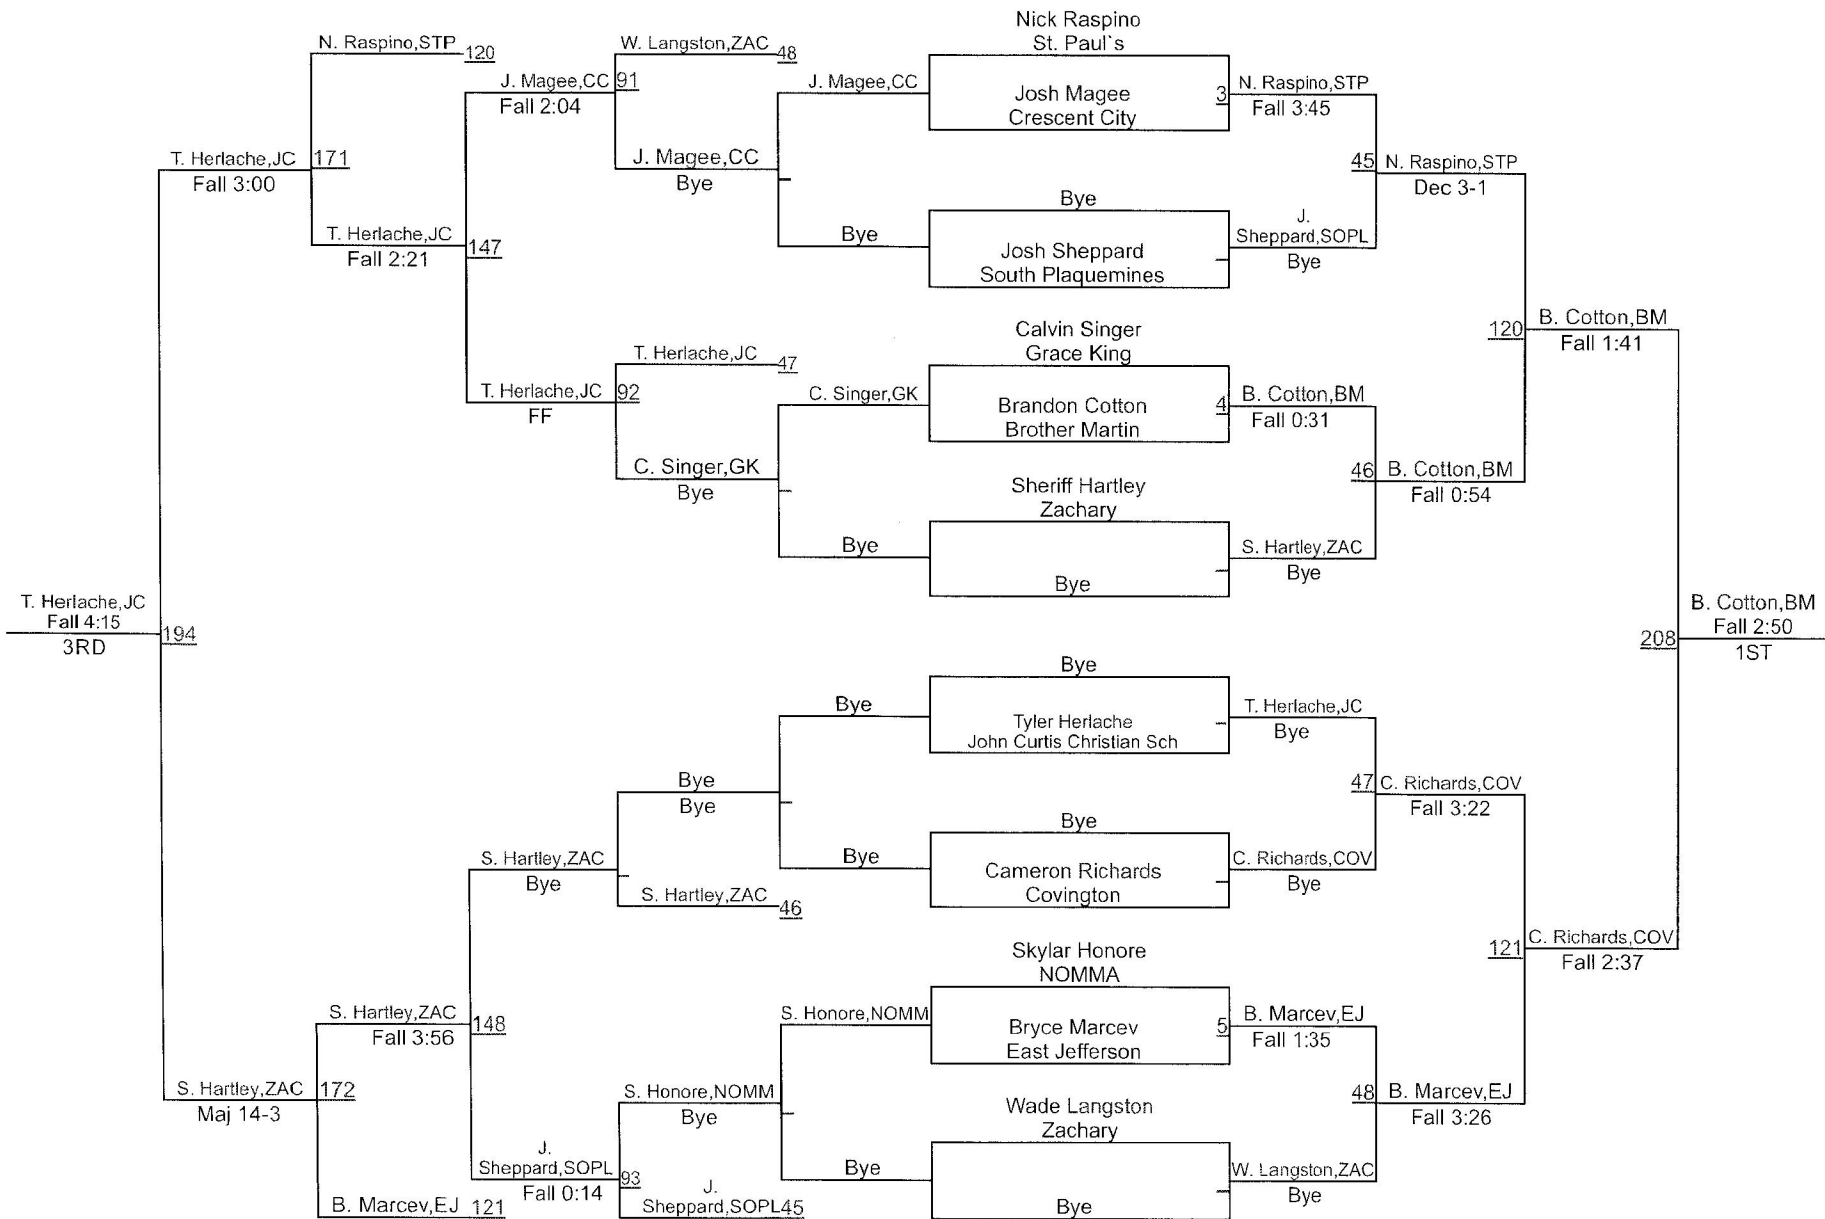 Nick Raspino
St. Paul`s
N. Raspino,STP
120
W. Langston,ZAC
48
J. Magee,CC
91
Fall 2:04
J. Magee,CC
Josh Magee
Crescent City
3
N. Raspino,STP
Fall 3:45
T. Herlache,JC
171
Fall 3:00
J. Magee,CC
Bye
45
N. Raspino,STP
Dec 3-1
Bye
T. Herlache,JC
147
Fall 2:21
Bye
Josh Sheppard
South Plaquemines
J.
Sheppard,SOPL
Bye
Calvin Singer
Grace King
120
B. Cotton,BM
Fall 1:41
T. Herlache,JC
47
T. Herlache,JC
92
FF
C. Singer,GK
Brandon Cotton
Brother Martin
4
B. Cotton,BM
Fall 0:31
C. Singer,GK
Bye
46
B. Cotton,BM
Fall 0:54
Sheriff Hartley
Zachary
Bye
Bye
S. Hartley,ZAC
Bye
T. Herlache,JC
Fall 4:15
3RD
194
208
B. Cotton,BM
Fall 2:50
1ST
Bye
Bye
Tyler Herlache
John Curtis Christian Sch
T. Herlache,JC
Bye
Bye
Bye
47
C. Richards,COV
Fall 3:22
Bye
S. Hartley,ZAC
Bye
Bye
Cameron Richards
Covington
C. Richards,COV
Bye
S. Hartley,ZAC
46
Skylar Honore
NOMMA
121
C. Richards,COV
Fall 2:37
S. Hartley,ZAC
148
Fall 3:56
S. Honore,NOMM
Bryce Marcev
East Jefferson
5
B. Marcev,EJ
Fall 1:35
S. Hartley,ZAC
172
Maj 14-3
S. Honore,NOMM
Bye
48
B. Marcev,EJ
Fall 3:26
Wade Langston
Zachary
J.
Sheppard,SOPL
93
Fall 0:14
Bye
Bye
W. Langston,ZAC
Bye
B. Marcev,EJ
121
J.
Sheppard,SOPL
45